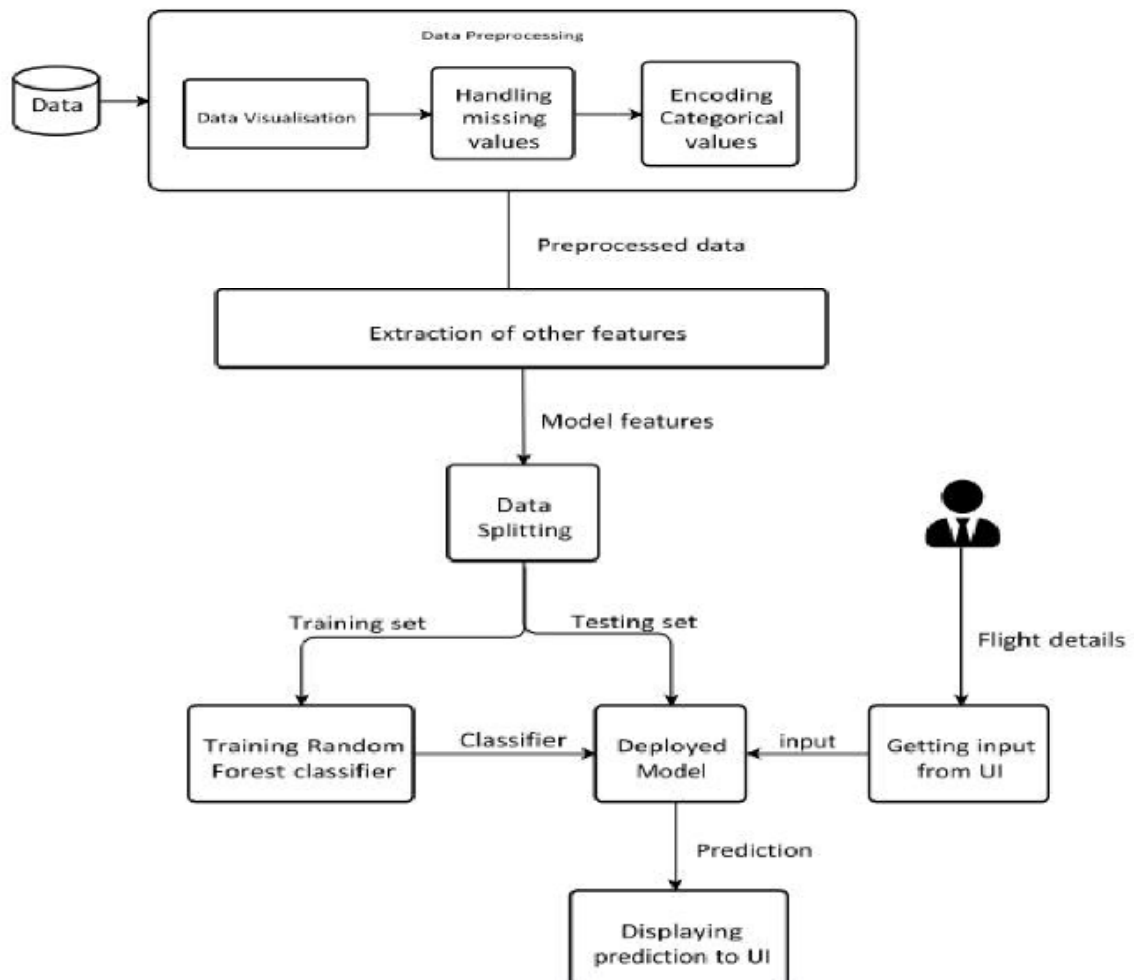 Data Preprocessing
Data
Data Visualisation
Handling
missing
values
Encoding
Categorical
values
Preprocessed data
Extraction of other features
Model features
Data
Splitting
Training set
Testing set
Flight details
Training Random
Forest classifier
Classifier
Deployed
Model
input
Getting input
from UI
Prediction
Displaying
prediction to UI